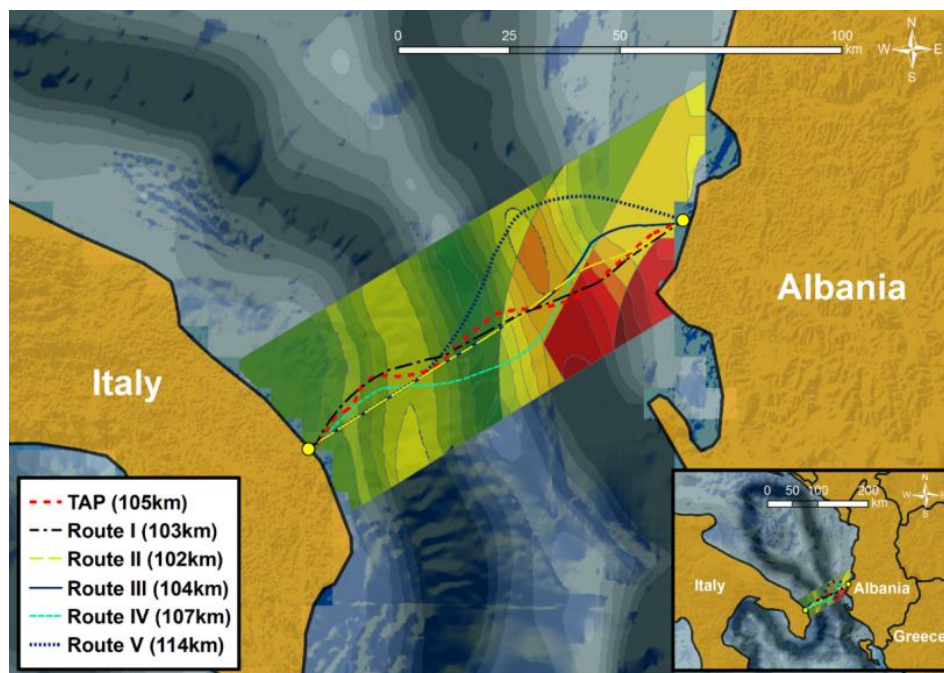 0 25 50 100
km
N
W E
S
Albania
Italy
TAP (105km)
Route I (103km)
Route II (102km)
Route III (104km)
Route IV (107km)
Route V (114km)
0 50 100 200
km
N
W E
S
Italy
Albania
Greece